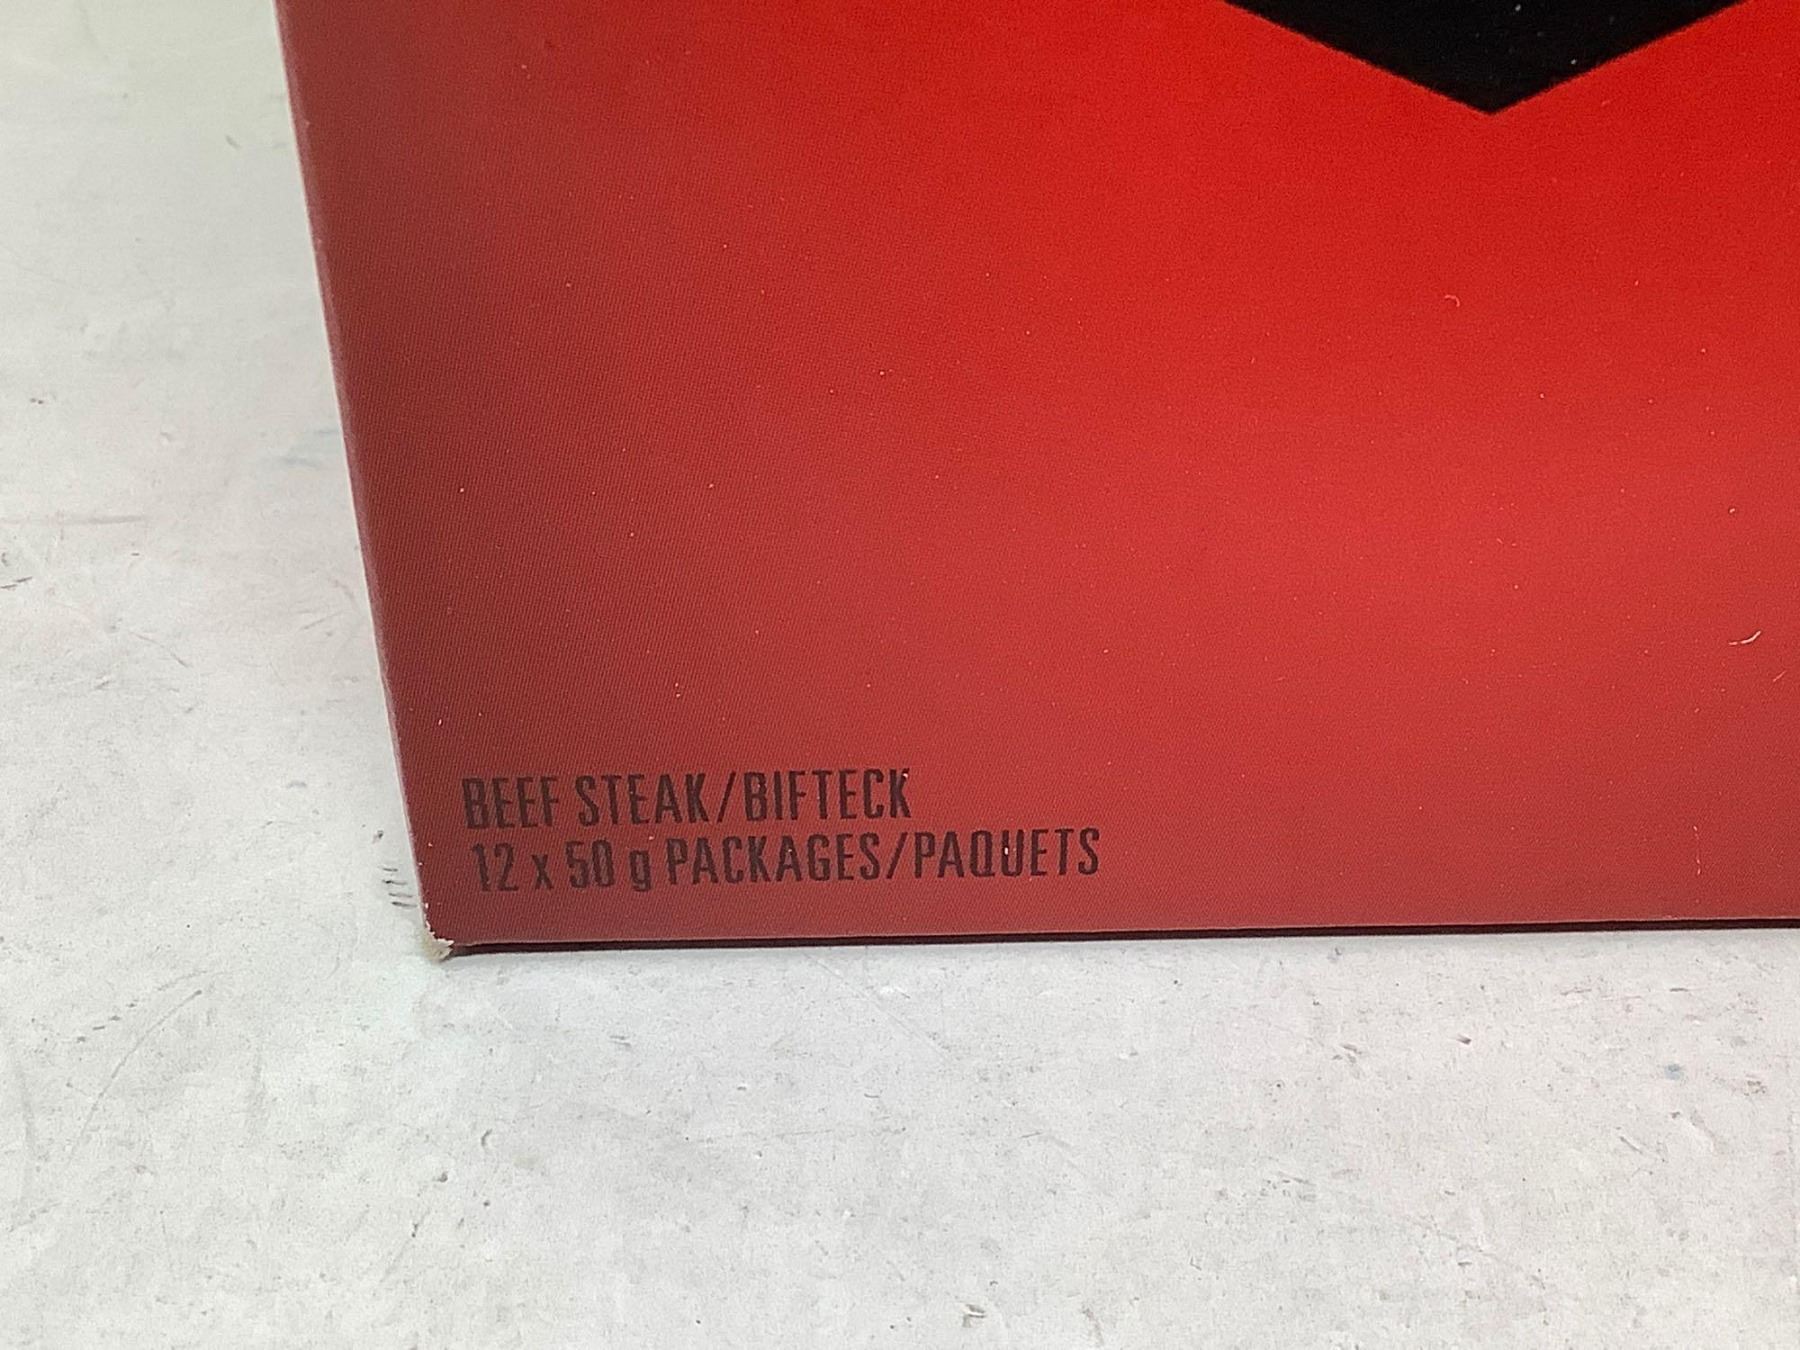 BEEF STEAK/BIFTECK
12 x 50 g PACKAGES/PAQUETS